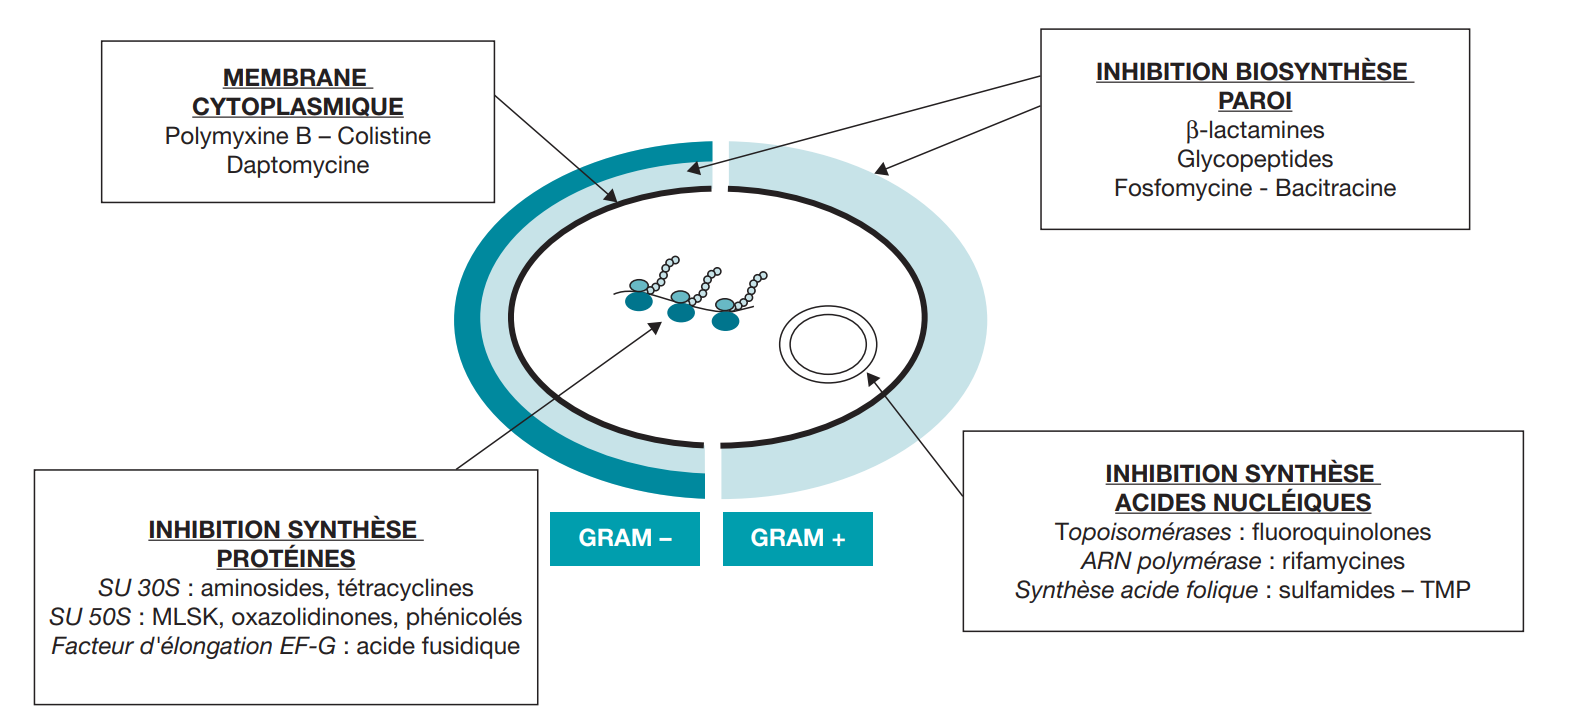 MEMBRANE
CYTOPLASMIQUE
Polymyxine B – Colistine
Daptomycine
INHIBITION BIOSYNTHÈSE
PAROI
β-lactamines
Glycopeptides
Fosfomycine - Bacitracine
INHIBITION SYNTHÈSE
PROTÉINES
SU 30S : aminosides, tétracyclines
SU 50S : MLSK, oxazolidinones, phénicolés
Facteur d'élongation EF-G : acide fusidique
GRAM –
GRAM +
INHIBITION SYNTHÈSE
ACIDES NUCLÉIQUES
Topoisomérases : fluoroquinolones
ARN polymérase : rifamycines
Synthèse acide folique : sulfamides – TMP